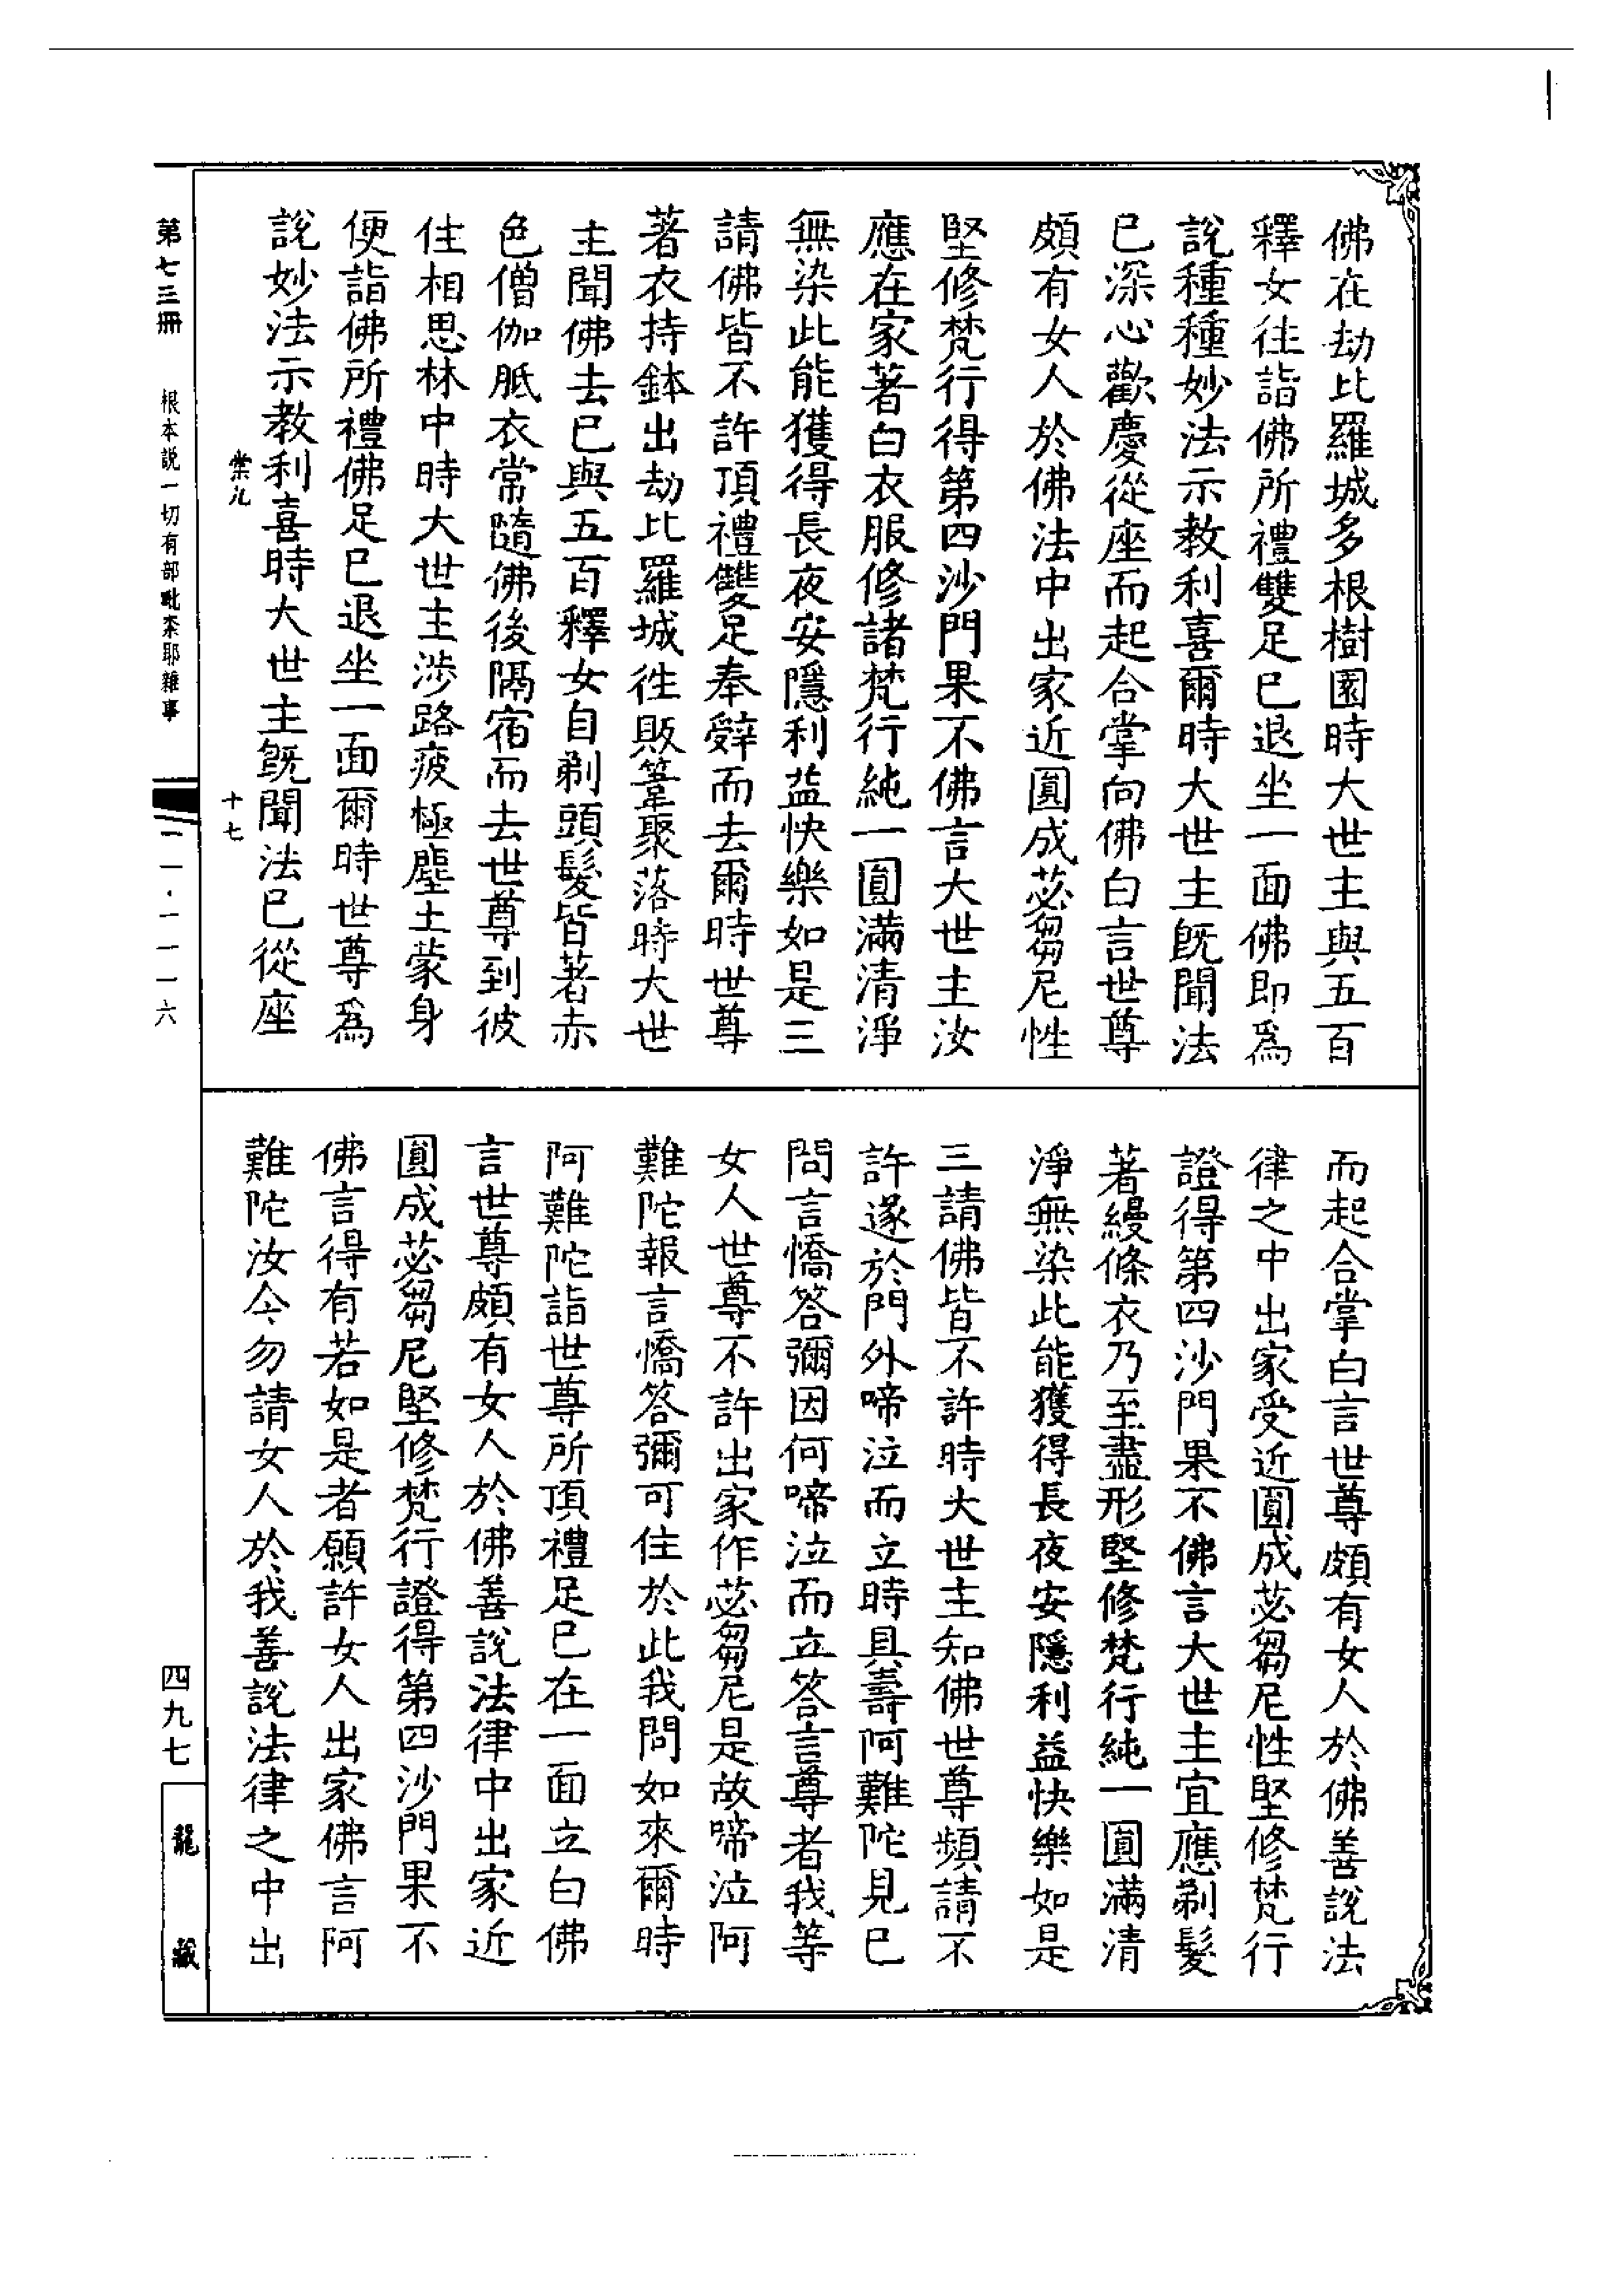 佛在劫比羅城多根樹園時大世主與五百
釋女往詣佛所禮雙足已退坐一面佛即為
說種種妙法示教利喜爾時大世主既聞法
已深心歡慶從座而起合掌向佛白言世尊
頗有女人於佛法中出家近圓成苾芻尼性
堅修梵行得第四沙門果不佛言大世主汝
應在家著白衣服修諸梵行純一圓滿清淨
無染此能獲得長夜安隱利益快樂如是三
請佛皆不許頂禮雙足奉辭而去爾時世尊
著衣持鉢出劫比羅城往販葦聚落時大世
主聞佛去已與五百釋女自剃頭髮皆著赤
色僧伽胝衣常隨佛後隔宿而去世尊到彼
住相思林中時大世主涉路疲極塵土蒙身
便詣佛所禮佛足已退坐一面爾時世尊為
說妙法示教利喜時大世主既聞法已從座
而起合掌白言世尊頗有女人於佛善說法
律之中出家受近圓成苾芻尼性堅修梵行
證得第四沙門果不佛言大世主宜應剃髮
著縵條衣乃至盡形堅修梵行純一圓滿清
淨無染此能獲得長夜安隱利益快樂如是
三請佛皆不許時大世主知佛世尊頻請不
許遂於門外啼泣而立時具壽阿難陀見已
問言憍答彌因何啼泣而立答言尊者我等
女人世尊不許出家作苾芻尼是故啼泣阿
難陀報言憍答彌可住於此我問如來爾時
阿難陀詣世尊所頂禮足已在一面立白佛
言世尊頗有女人於佛善說法律中出家近
圓成苾芻尼堅修梵行證得第四沙門果不
佛言得有若如是者願許女人出家佛言阿
難陀汝今勿請女人於我善說法律之中出
十七
第七三冊 根本説一切有部毗奈耶雜事
一一·一一一六
四九七
龍藏